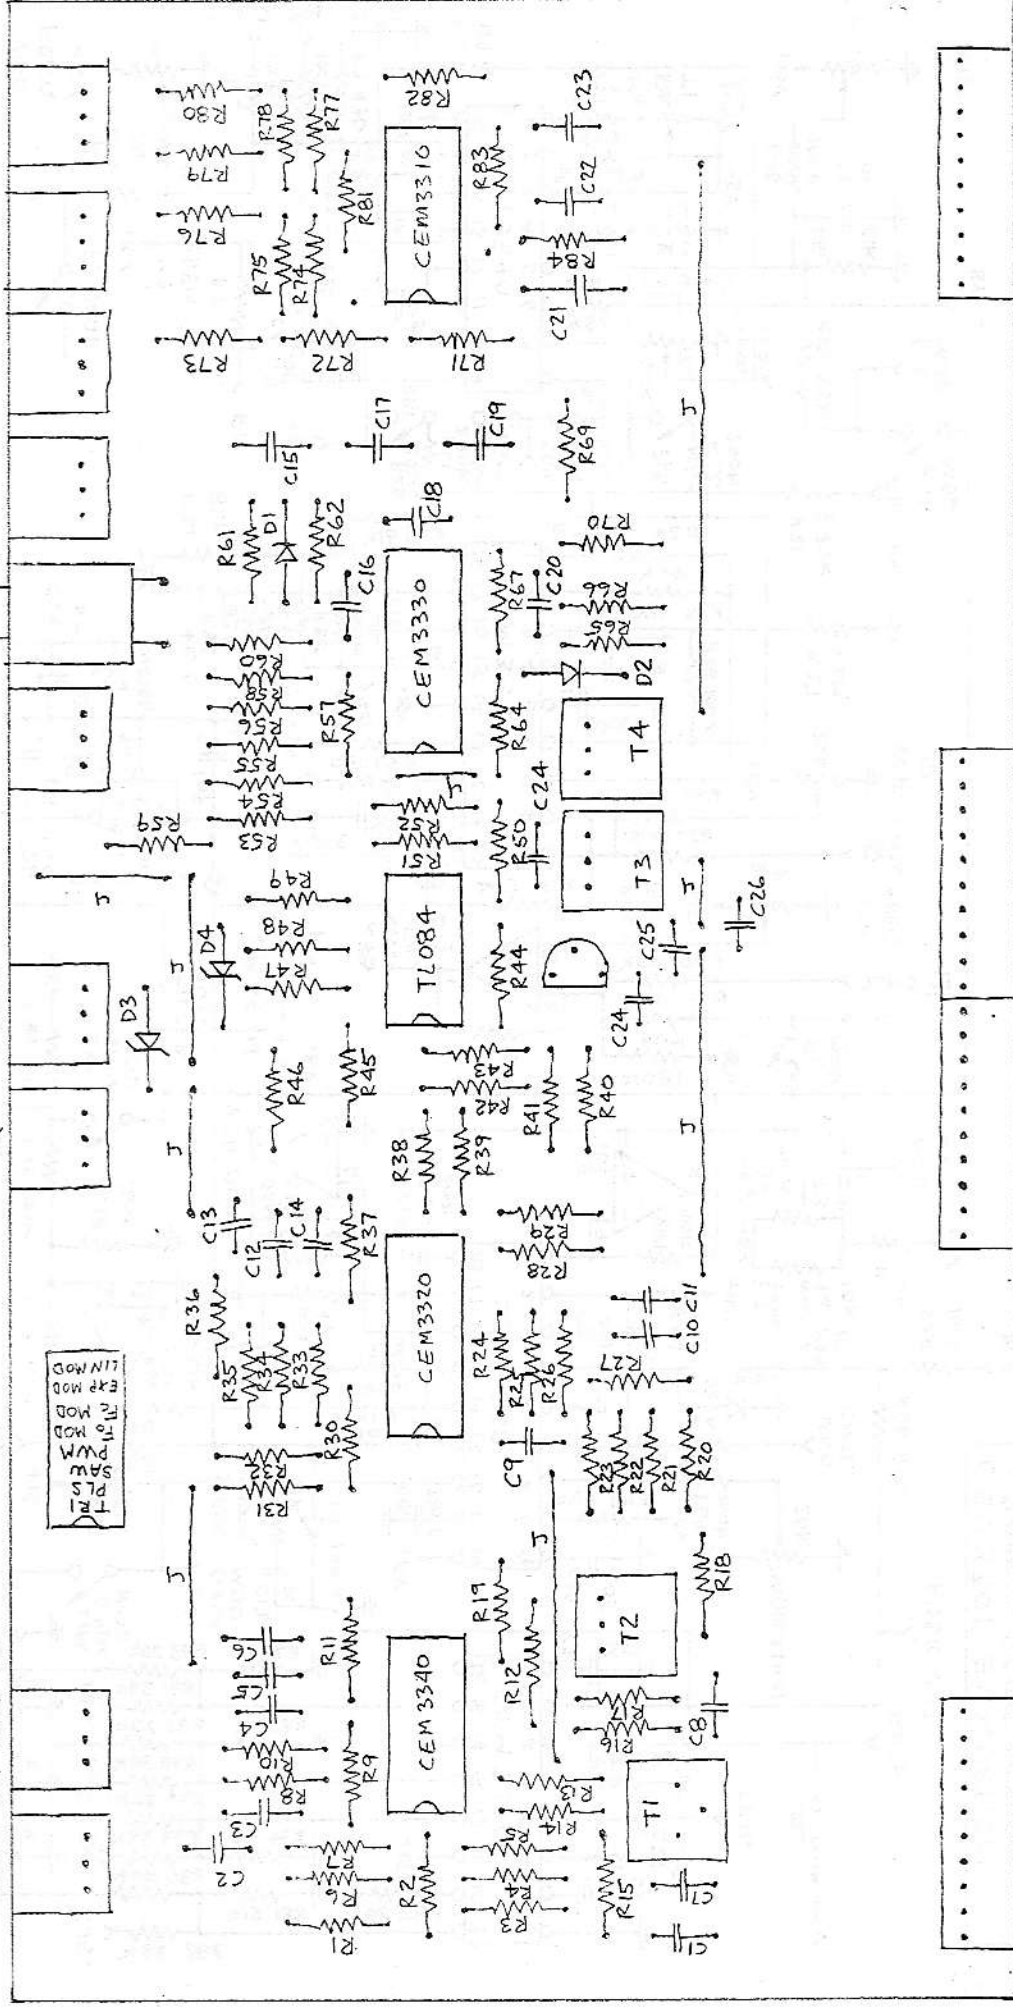 R80
R79
R76
R78
R77
R75
R74
R81
R82
CEM3310
R83
C23
C22
R84
C21
R73
R72
R71
C15
C17
C19
R69
J
R61
D1
R62
C18
C16
R60
R58
R56
R55
R54
R53
R57
CEM3330
R67
C20
R70
R66
R65
D2
R64
T4
R59
J
R52
R51
R50
C24
T3
J
J
R49
R48
R47
D4
D3
TL084
R44
C25
C26
C24
J
R46
R45
R43
R42
R41
R40
J
R38
R39
C13
C12
C14
R37
R29
R28
R36
R35
R34
R33
R30
CEM3320
R24
R25
R26
C10
C11
R27
TRI
PLS
SAW
PWM
Fo MOD
Fc MOD
EXP MOD
LIN MOD
R32
R31
C9
R23
R22
R21
R20
J
J
R19
R12
R18
T2
C6
C5
C4
R11
R10
R8
R9
C3
C2
CEM3340
R17
R16
C8
R13
R14
R5
T1
R7
R6
R1
R2
R4
R3
R15
C7
C1